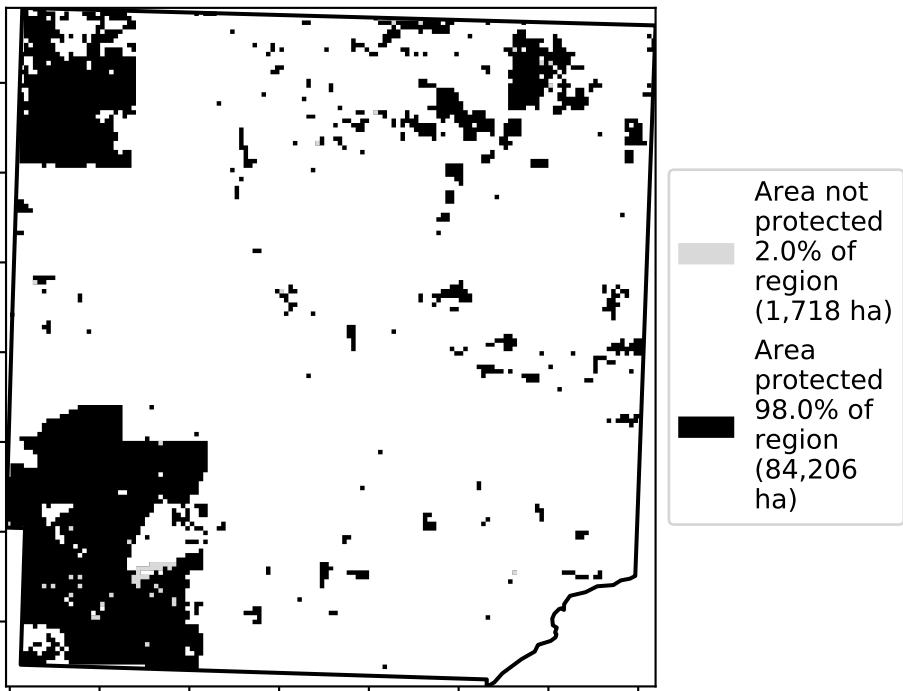 Area not
protected
2.0% of
region
(1,718 ha)
Area
protected
98.0% of
region
(84,206
ha)